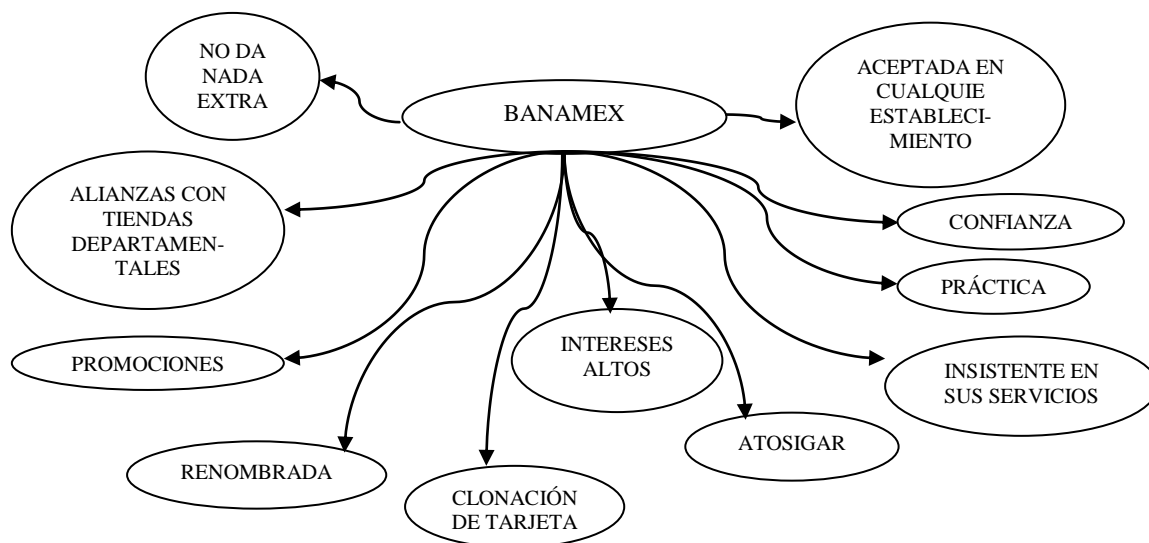 NO DA
NADA
EXTRA
BANAMEX
ACEPTADA EN
CUALQUIE
ESTABLECI-
MIENTO
ALIANZAS CON
TIENDAS
DEPARTAMEN-
TALES
CONFIANZA
PRÁCTICA
PROMOCIONES
INTERESES
ALTOS
INSISTENTE EN
SUS SERVICIOS
RENOMBRADA
ATOSIGAR
CLONACIÓN
DE TARJETA